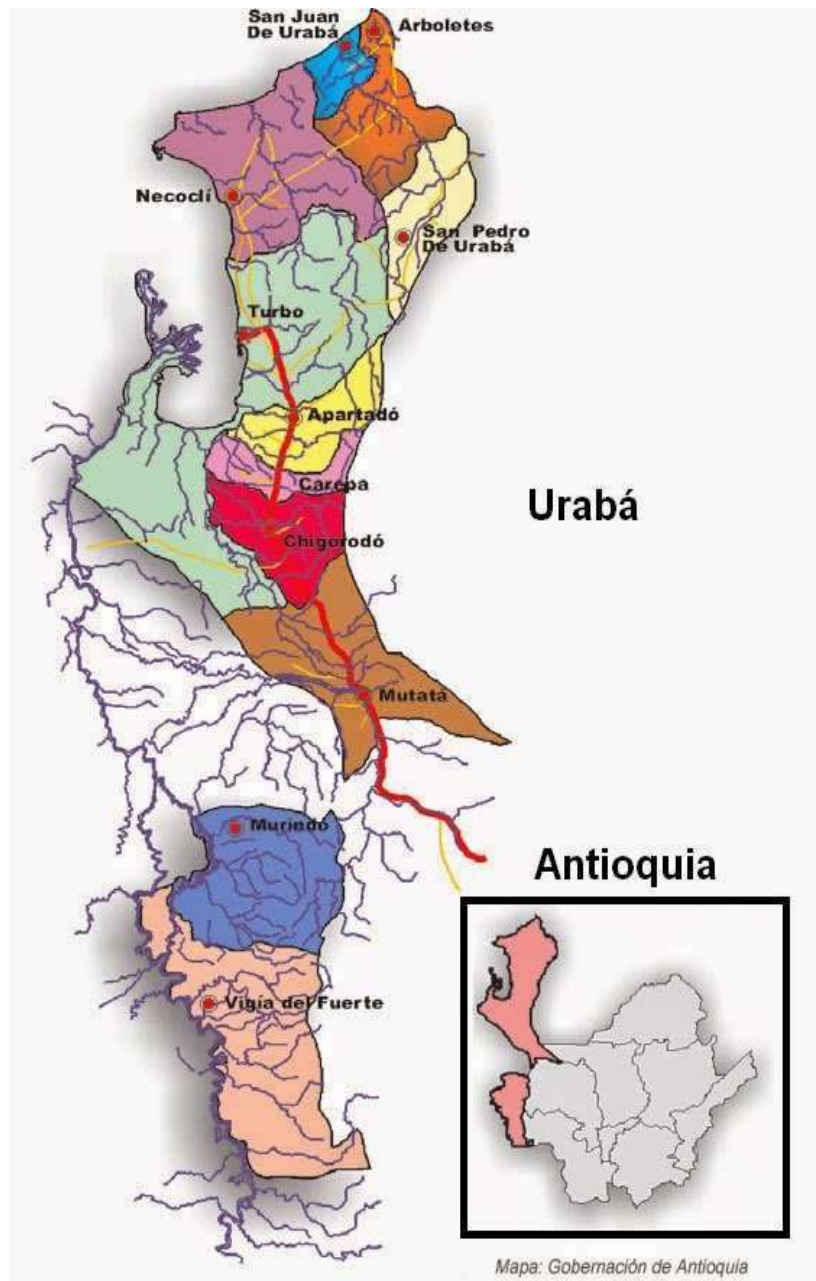 San Juan
De Urabá
Arboletes
Necoclí
San Pedro
De Urabá
Turbo
Apartadó
Carepa
Urabá
Chigorodó
Mutatá
Murindó
Antioquia
Vigía del Fuerte
Mapa: Gobernación de Antioquia